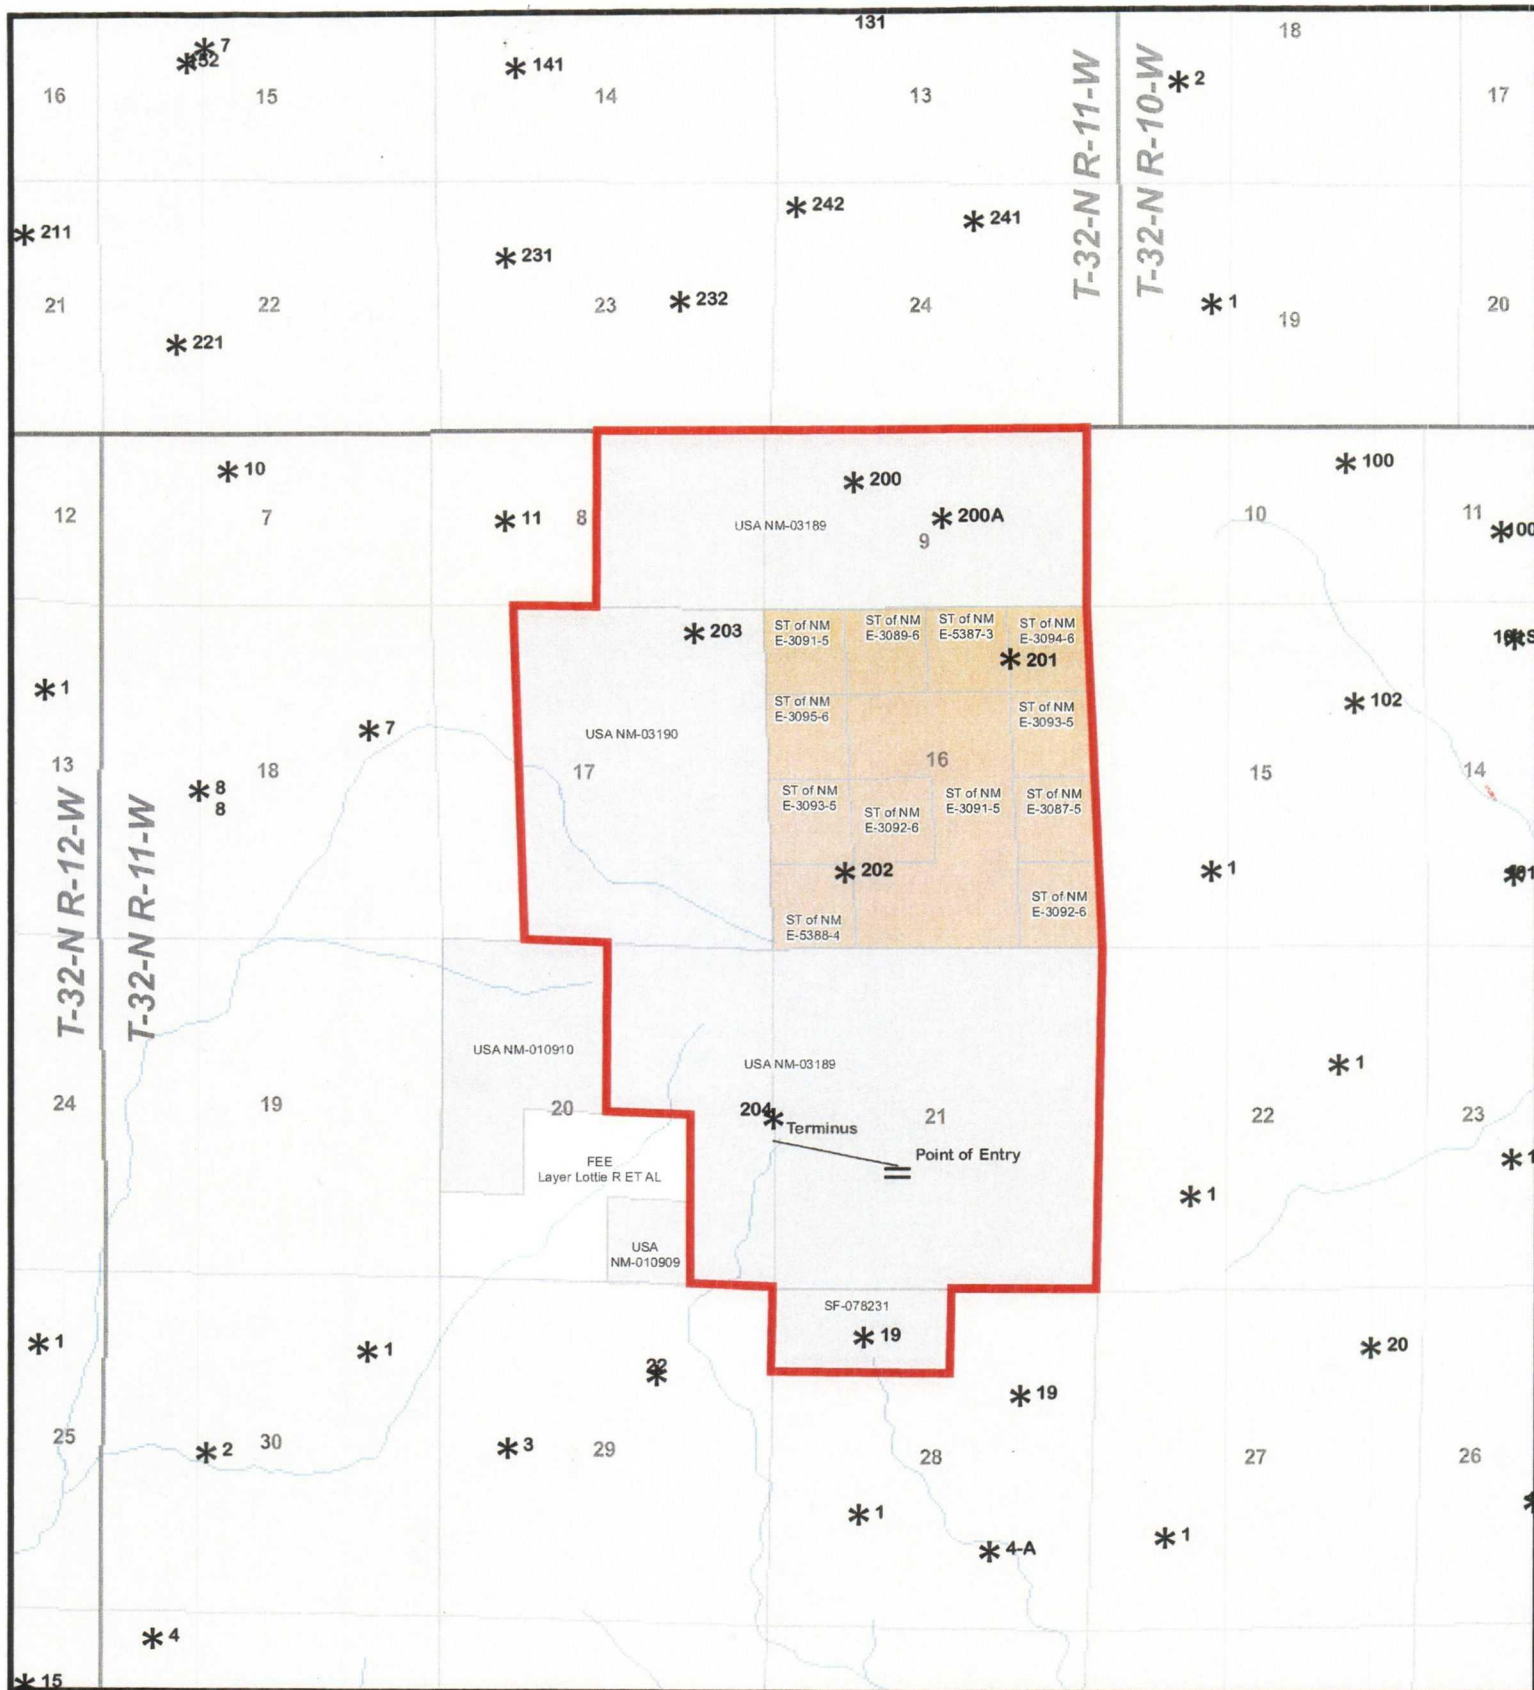 131
18
7
152
141
2
16
15
14
13
17
T-32-N R-11-W
T-32-N R-10-W
242
241
211
231
232
1
21
22
23
24
19
20
221
10
100
200
12
7
11
8
200A
10
11
USA NM-03189
9
100
203
ST of NM
E-3091-5
ST of NM
E-3089-6
ST of NM
E-5387-3
ST of NM
E-3094-6
201
1
102
ST of NM
E-3095-6
ST of NM
E-3093-5
7
USA NM-03190
13
18
17
16
15
14
8
8
ST of NM
E-3093-5
ST of NM
E-3092-6
ST of NM
E-3091-5
ST of NM
E-3087-5
T-32-N R-12-W
T-32-N R-11-W
202
1
ST of NM
E-5388-4
ST of NM
E-3092-6
USA NM-010910
USA NM-03189
1
24
19
20
204
21
22
23
Terminus
Point of Entry
FEE
Layer Lottie R ET AL
1
1
USA
NM-010909
SF-078231
1
1
19
20
22
19
25
2
30
3
29
28
27
26
1
4-A
1
4
15